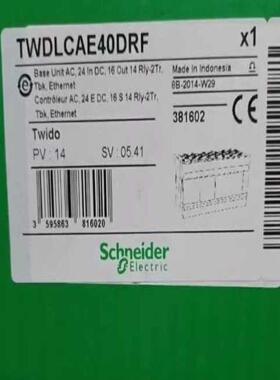 TWDLCAE40DRF x1
Base Unit AC, 24 In DC, 16 Out 14 Rly-2Tr,
Tbk, Ethernet
Contrôleur AC, 24 E DC, 16 S 14 Rly-2Tr,
Tbk, Ethernet
Made in Indonesia
8B-2014-W29
381602
CE
Twido
PV : 14 SV : 05.41
3 595863 816020
Schneider
Electric